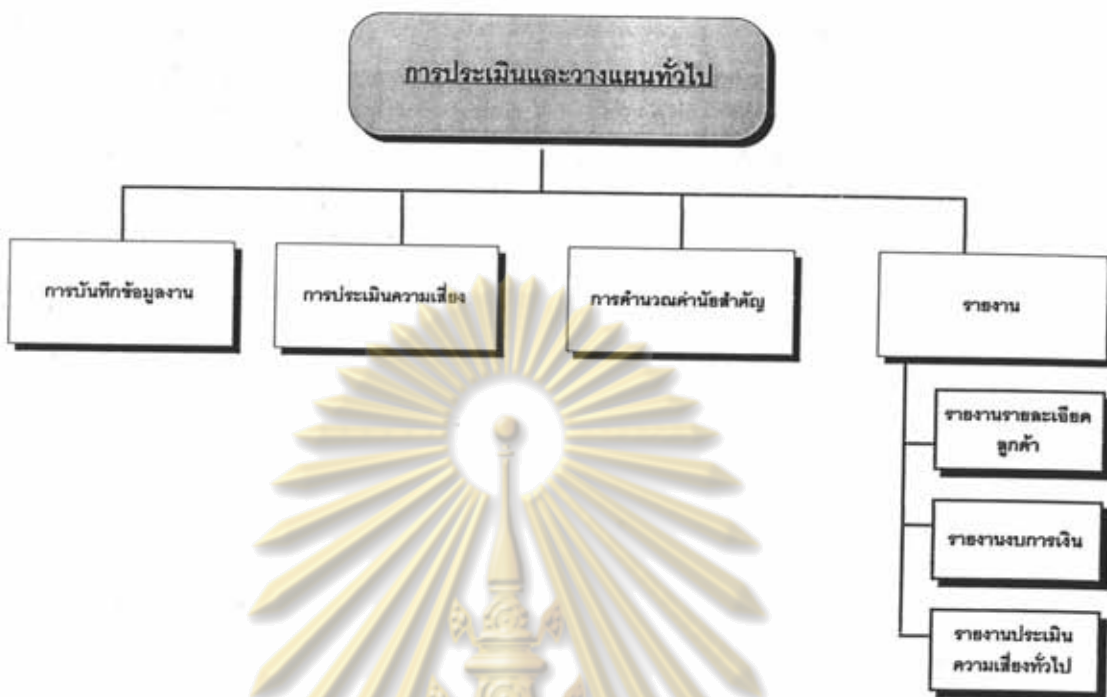 การประเมินและวางแผนทั่วไป
การบันทึกข้อมูลงาน
การประเมินความเสี่ยง
การคำนวณค่านัยสำคัญ
รายงาน
รายงานรายละเอียด
ลูกค้า
รายงานงบการเงิน
รายงานประเมิน
ความเสี่ยงทั่วไป